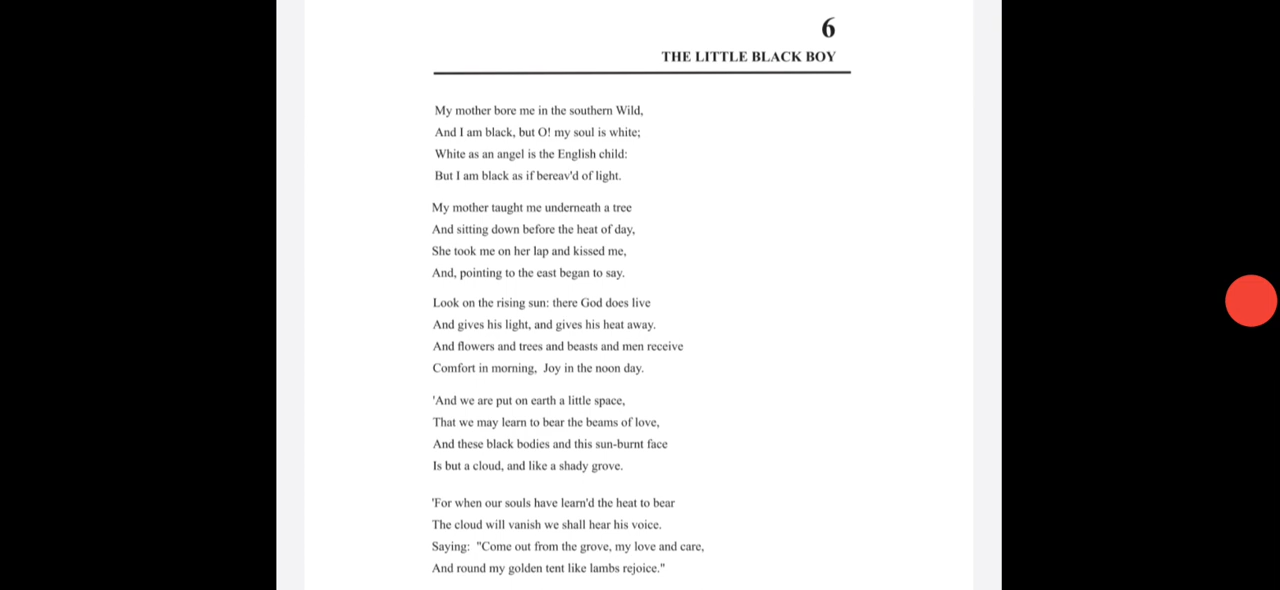 6
THE LITTLE BLACK BOY
My mother bore me in the southern Wild,
And I am black, but O! my soul is white;
White as an angel is the English child:
But I am black as if bereav'd of light.
My mother taught me underneath a tree
And sitting down before the heat of day,
She took me on her lap and kissed me,
And, pointing to the east began to say.
Look on the rising sun: there God does live
And gives his light, and gives his heat away.
And flowers and trees and beasts and men receive
Comfort in morning,  Joy in the noon day.
'And we are put on earth a little space,
That we may learn to bear the beams of love,
And these black bodies and this sun-burnt face
Is but a cloud, and like a shady grove.
'For when our souls have learn'd the heat to bear
The cloud will vanish we shall hear his voice.
Saying:  "Come out from the grove, my love and care,
And round my golden tent like lambs rejoice."